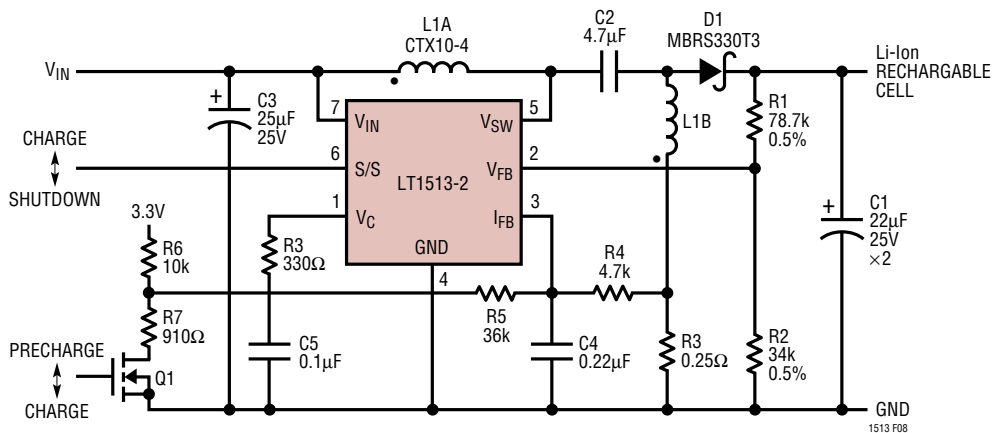 L1A
CTX10-4
C2
4.7µF
D1
MBRS330T3
VIN
Li-Ion
RECHARGABLE
CELL
+
C3
25µF
25V
7
VIN
5
VSW
L1B
R1
78.7k
0.5%
CHARGE
SHUTDOWN
6
S/S
LT1513-2
2
VFB
3.3V
1
VC
3
IFB
+
C1
22µF
25V
×2
R6
10k
R3
330Ω
GND
4
R4
4.7k
R5
36k
R7
910Ω
PRECHARGE
CHARGE
Q1
C5
0.1µF
C4
0.22µF
R3
0.25Ω
R2
34k
0.5%
GND
1513 F08